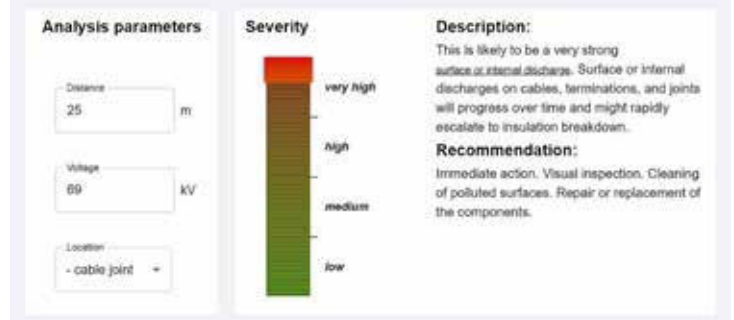 Analysis parameters
Distance
25 m
Voltage
69 kV
Location
- cable joint
Severity
very high
high
medium
low
Description:
This is likely to be a very strong
surface or internal discharge. Surface or internal
discharges on cables, terminations, and joints
will progress over time and might rapidly
escalate to insulation breakdown.
Recommendation:
Immediate action. Visual inspection. Cleaning
of polluted surfaces. Repair or replacement of
the components.